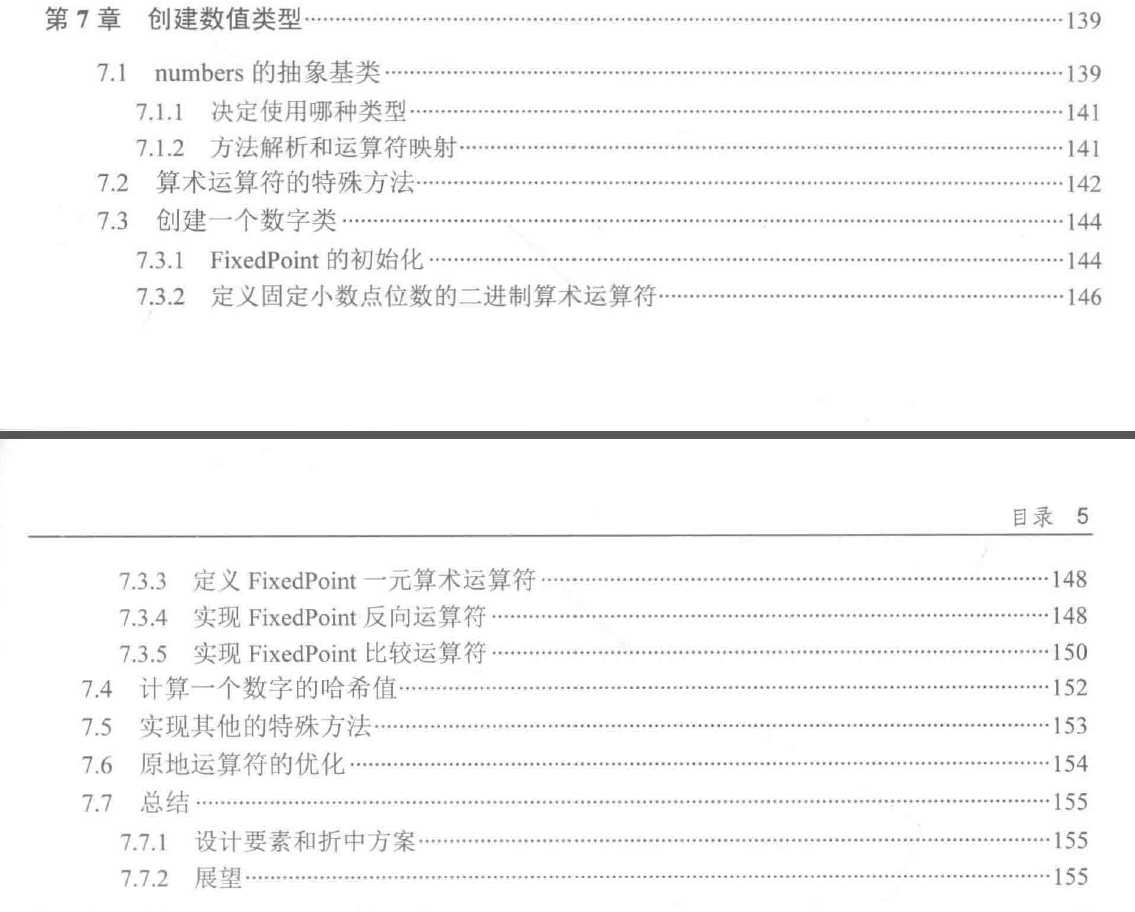 第 7 章 创建数值类型……139
7.1 numbers 的抽象基类……139
7.1.1 决定使用哪种类型……141
7.1.2 方法解析和运算符映射……141
7.2 算术运算符的特殊方法……142
7.3 创建一个数字类……144
7.3.1 FixedPoint 的初始化……144
7.3.2 定义固定小数点位数的二进制算术运算符……146
目录 5
7.3.3 定义 FixedPoint 一元算术运算符……148
7.3.4 实现 FixedPoint 反向运算符……148
7.3.5 实现 FixedPoint 比较运算符……150
7.4 计算一个数字的哈希值……152
7.5 实现其他的特殊方法……153
7.6 原地运算符的优化……154
7.7 总结……155
7.7.1 设计要素和折中方案……155
7.7.2 展望……155